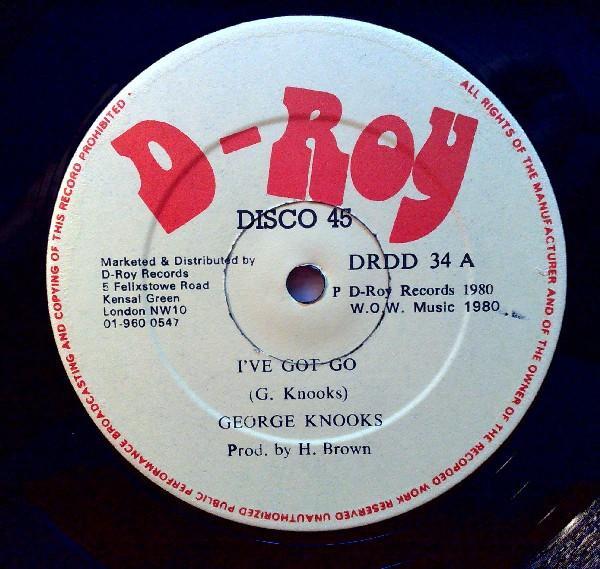 D-Roy
DISCO 45
Marketed & Distributed by
D-Roy Records
5 Felixstowe Road
Kensal Green
London NW10
01-960 0547
DRDD 34 A
P D-Roy Records 1980
W.O.W. Music 1980
I'VE GOT GO
(G. Knooks)
GEORGE KNOOKS
Prod. by H. Brown
ALL RIGHTS OF THE MANUFACTURER AND OF THE OWNER OF THE RECOPDED WORK RESERVED UNAUTHORIZED PUBLIC PERFORMANCE BROADCASTING AND COPYING OF THIS RECORD PROHIBITED